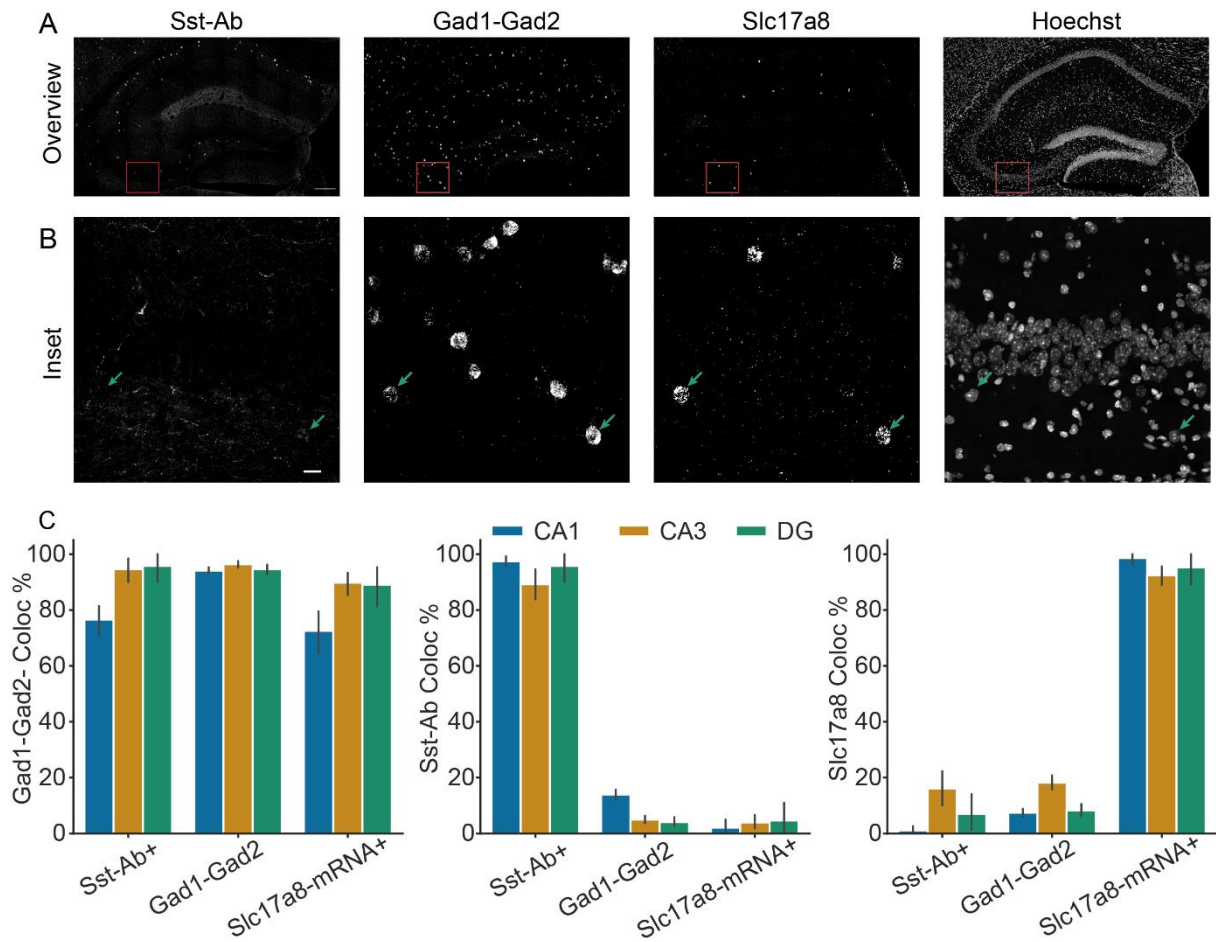 A
Sst-Ab
Gad1-Gad2
Slc17a8
Hoechst
Overview
B
Inset
C
CA1
CA3
DG
Gad1-Gad2- Coloc %
100
80
60
40
20
0
Sst-Ab+
Gad1-Gad2
Slc17a8-mRNA+
Sst-Ab Coloc %
100
80
60
40
20
0
Sst-Ab+
Gad1-Gad2
Slc17a8-mRNA+
Slc17a8 Coloc %
100
80
60
40
20
0
Sst-Ab+
Gad1-Gad2
Slc17a8-mRNA+